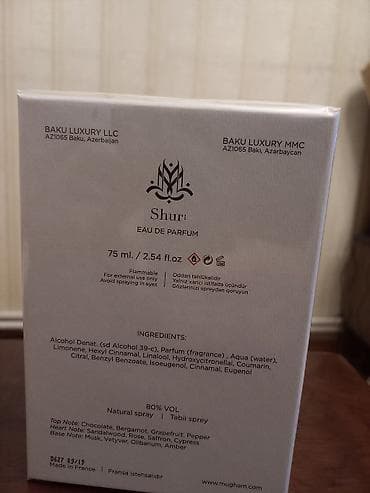 BAKU LUXURY LLC
AZ1065 Baku, Azerbaijan
BAKU LUXURY MMC
AZ1065 Bakı, Azərbaycan
Shur:
EAU DE PARFUM
75 ml. / 2.54 fl.oz
Flammable
For external use only
Avoid spraying in eyes
Oddan təhlükəlidir
Yalnız xarici istifadə üçündür
Gözlərinizi spreydən qoruyun
INGREDIENTS:
Alcohol Denat. (sd Alcohol 39-c), Parfum (fragrance) , Aqua (water),
Limonene, Hexyl Cinnamal, Linalool, Hydroxycitronellal, Coumarin,
Citral, Benzyl Benzoate, Isoeugenol, Cinnamal, Eugenol
80% VOL
Natural spray | Təbii sprey
Top Note: Chocolate, Bergamot, Grapefruit, Pepper
Heart Note: Sandalwood, Rose, Saffron, Cypress
Base Note: Musk, Vetyver, Olibanum, Amber
Made in France | Fransa istehsalıdır
www.mugham.com